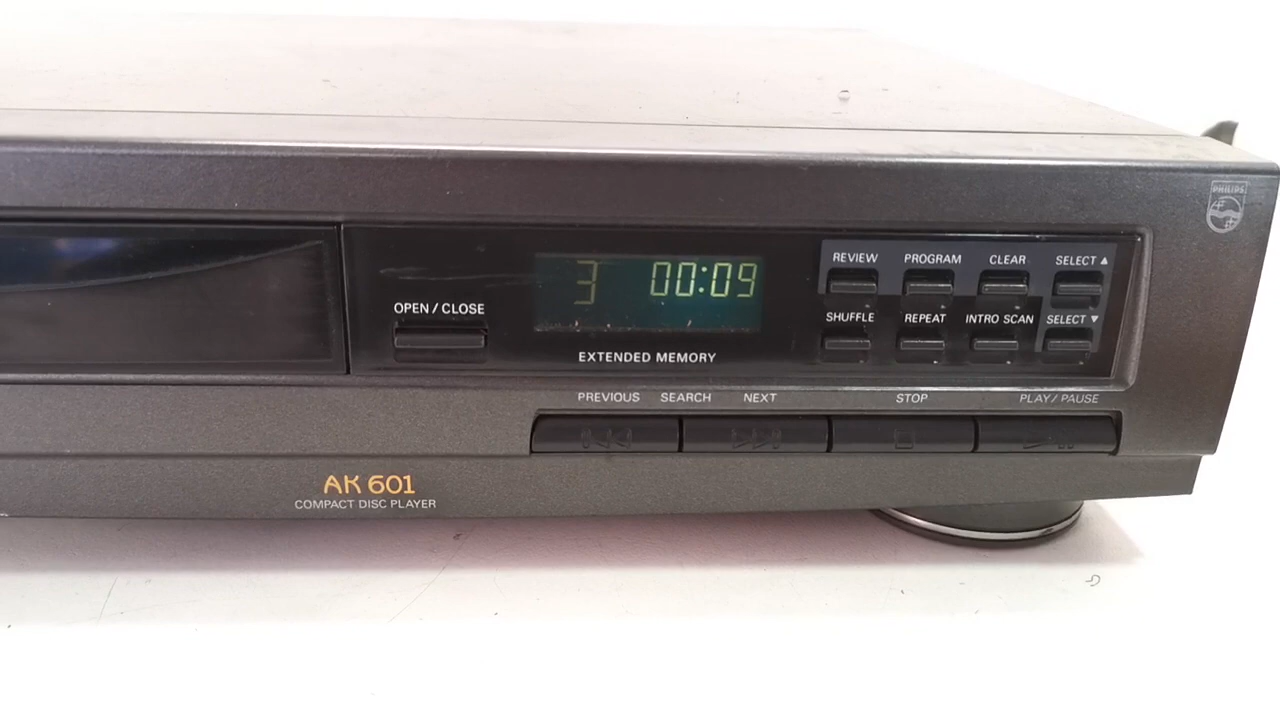 PHILIPS
REVIEW PROGRAM CLEAR SELECT ▲
3 00:09
OPEN / CLOSE
SHUFFLE REPEAT INTRO SCAN SELECT ▼
EXTENDED MEMORY
PREVIOUS SEARCH NEXT STOP PLAY / PAUSE
AK 601
COMPACT DISC PLAYER